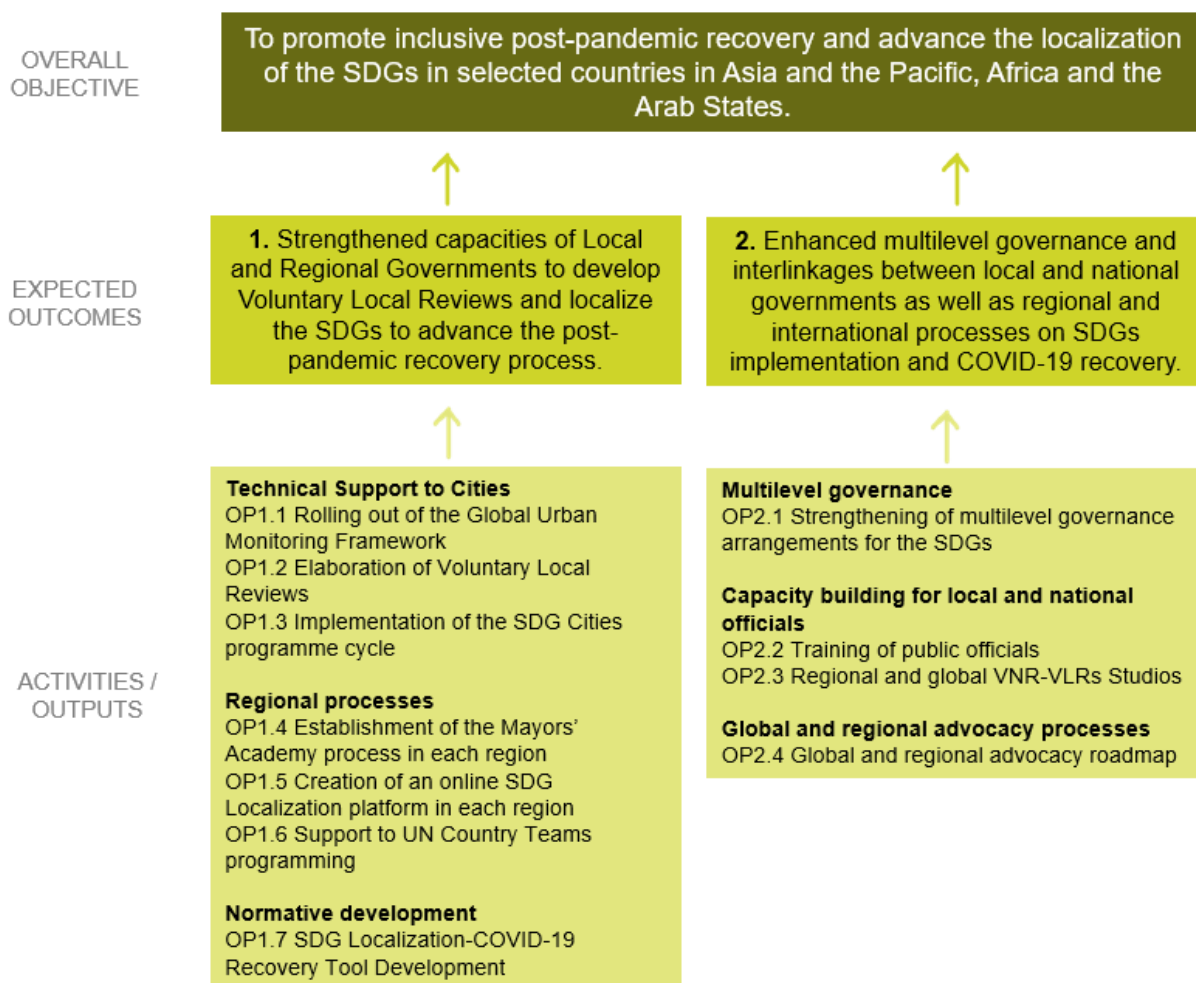 OVERALL
OBJECTIVE
To promote inclusive post-pandemic recovery and advance the localization
of the SDGs in selected countries in Asia and the Pacific, Africa and the
Arab States.
EXPECTED
OUTCOMES
1. Strengthened capacities of Local
and Regional Governments to develop
Voluntary Local Reviews and localize
the SDGs to advance the post-
pandemic recovery process.
2. Enhanced multilevel governance and
interlinkages between local and national
governments as well as regional and
international processes on SDGs
implementation and COVID-19 recovery.
ACTIVITIES /
OUTPUTS
Technical Support to Cities
OP1.1 Rolling out of the Global Urban
Monitoring Framework
OP1.2 Elaboration of Voluntary Local
Reviews
OP1.3 Implementation of the SDG Cities
programme cycle
Regional processes
OP1.4 Establishment of the Mayors’
Academy process in each region
OP1.5 Creation of an online SDG
Localization platform in each region
OP1.6 Support to UN Country Teams
programming
Normative development
OP1.7 SDG Localization-COVID-19
Recovery Tool Development
Multilevel governance
OP2.1 Strengthening of multilevel governance
arrangements for the SDGs
Capacity building for local and national
officials
OP2.2 Training of public officials
OP2.3 Regional and global VNR-VLRs Studios
Global and regional advocacy processes
OP2.4 Global and regional advocacy roadmap